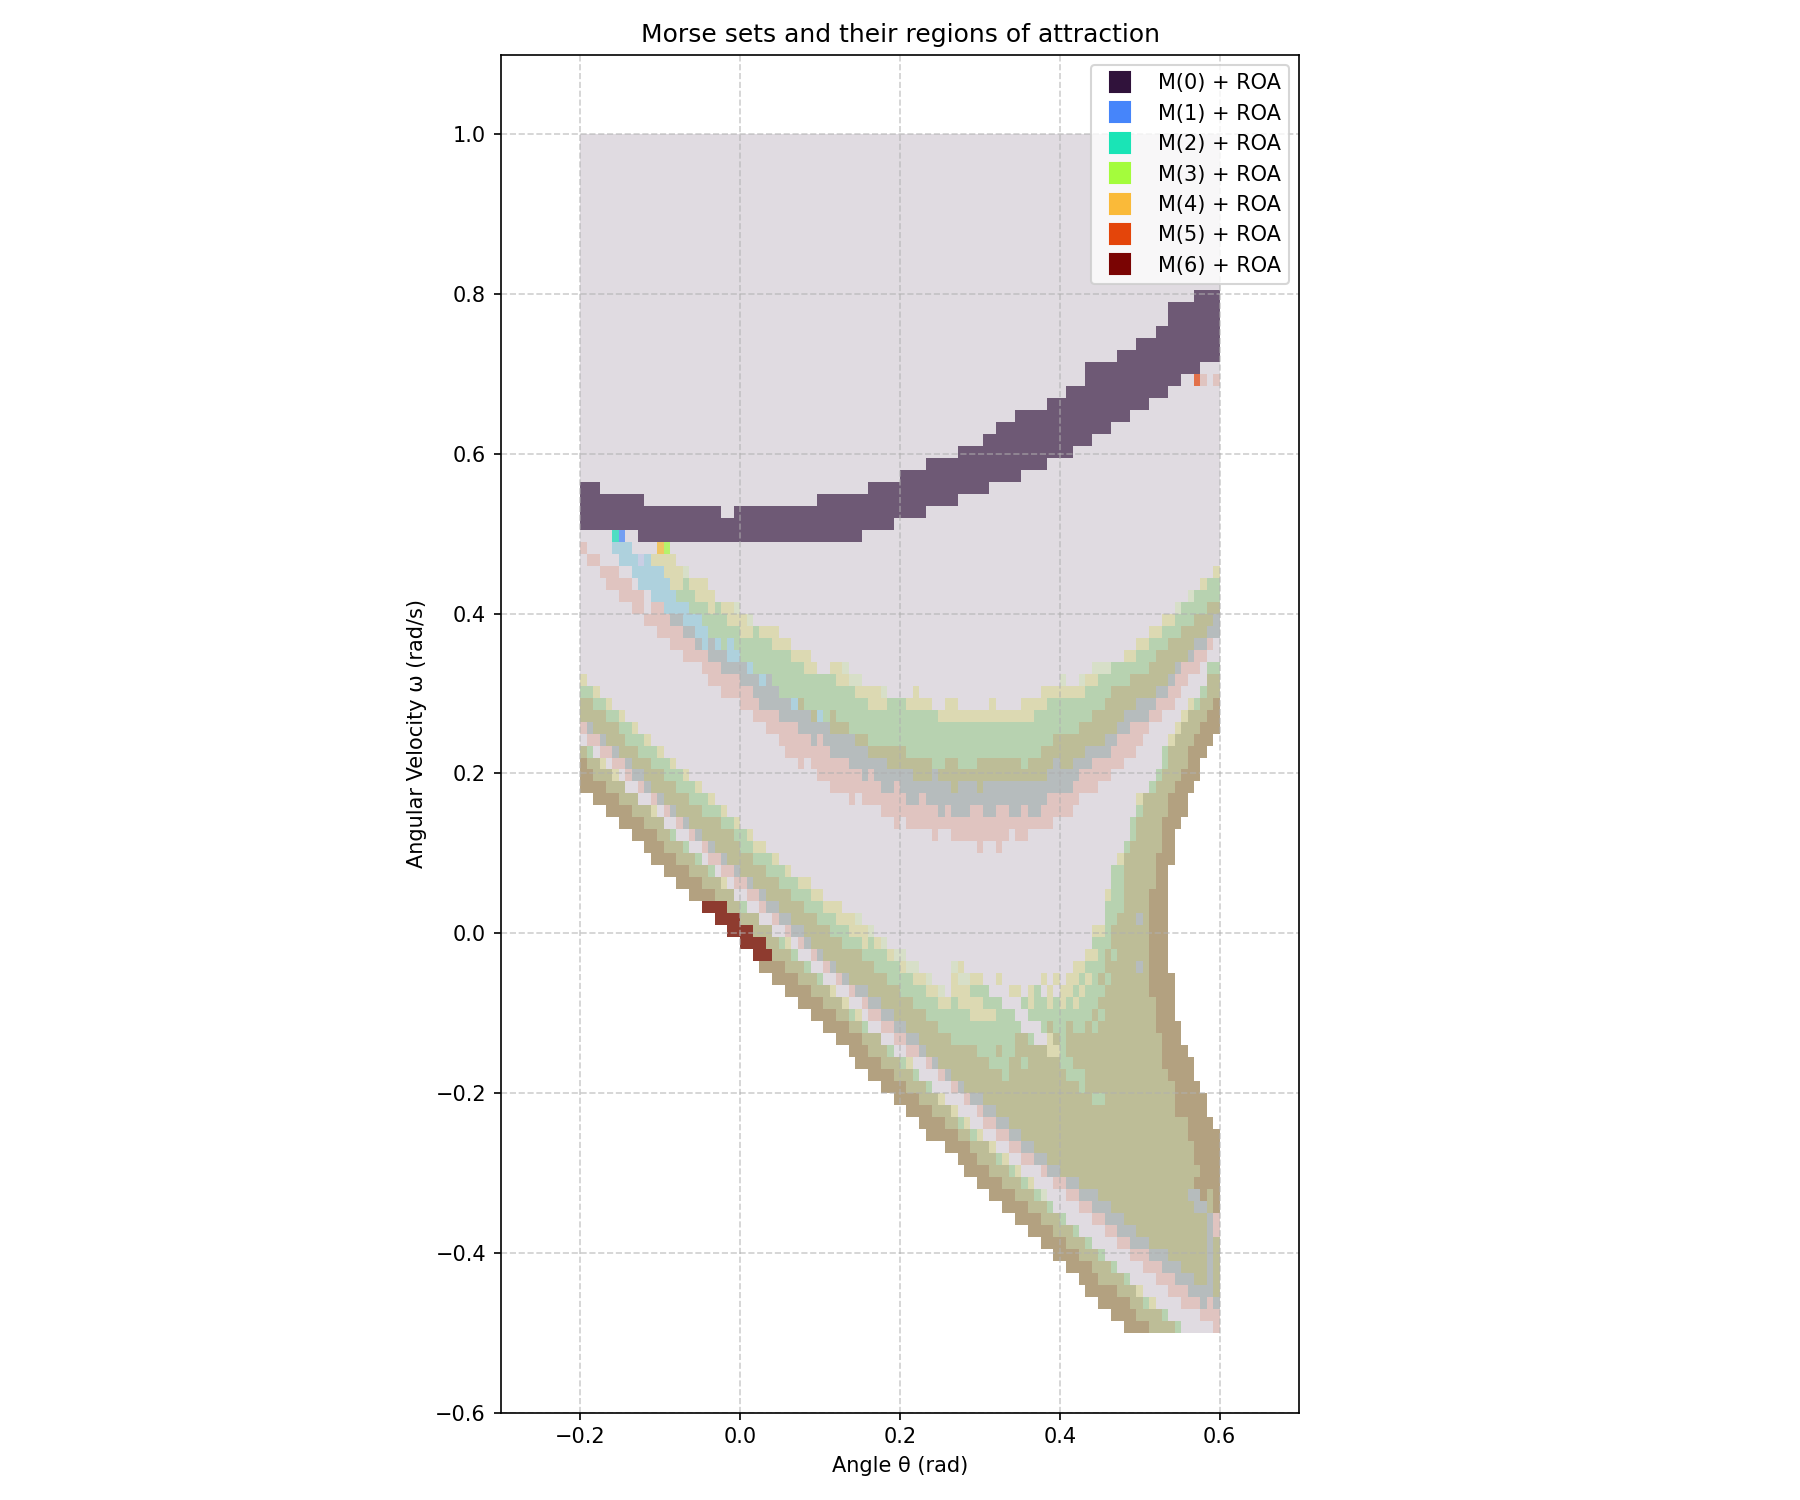 Morse sets and their regions of attraction
M(0) + ROA
M(1) + ROA
M(2) + ROA
M(3) + ROA
M(4) + ROA
M(5) + ROA
M(6) + ROA
1.0
0.8
0.6
0.4
0.2
0.0
−0.2
−0.4
−0.6
Angular Velocity ω (rad/s)
−0.2 0.0 0.2 0.4 0.6
Angle θ (rad)